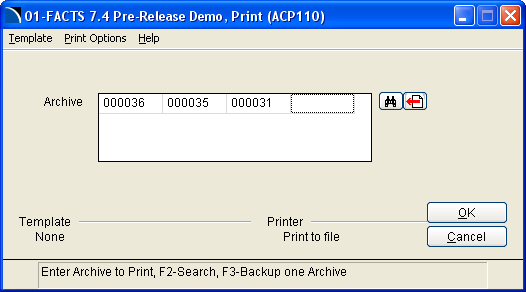 01-FACTS 7.4 Pre-Release Demo, Print (ACP110)
Template Print Options Help
Archive 000036 000035 000031
Template Printer OK
None Print to file Cancel
Enter Archive to Print, F2-Search, F3-Backup one Archive